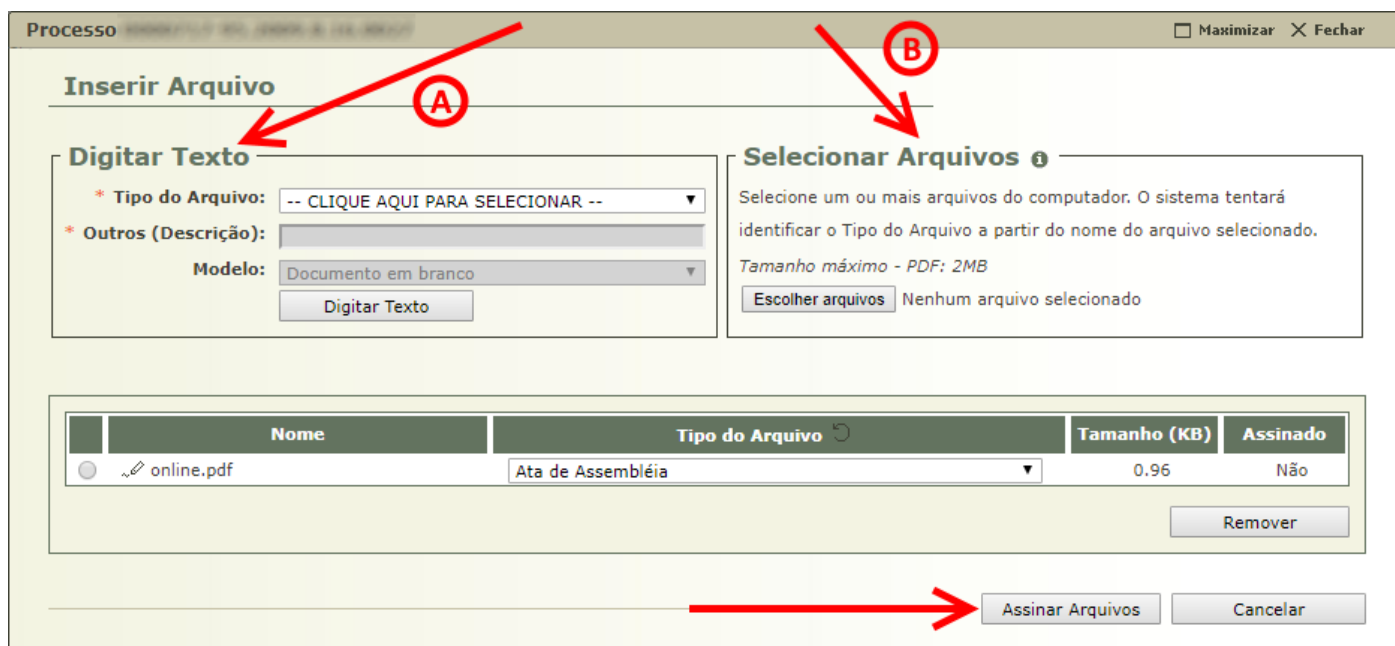 Processo
Maximizar Fechar
A
B
Inserir Arquivo
Digitar Texto
* Tipo do Arquivo: -- CLIQUE AQUI PARA SELECIONAR --
* Outros (Descrição):
Modelo: Documento em branco
Digitar Texto
Selecionar Arquivos
Selecione um ou mais arquivos do computador. O sistema tentará
identificar o Tipo do Arquivo a partir do nome do arquivo selecionado.
Tamanho máximo - PDF: 2MB
Escolher arquivos Nenhum arquivo selecionado
Nome Tipo do Arquivo Tamanho (KB) Assinado
online.pdf Ata de Assembléia 0.96 Não
Remover
Assinar Arquivos Cancelar